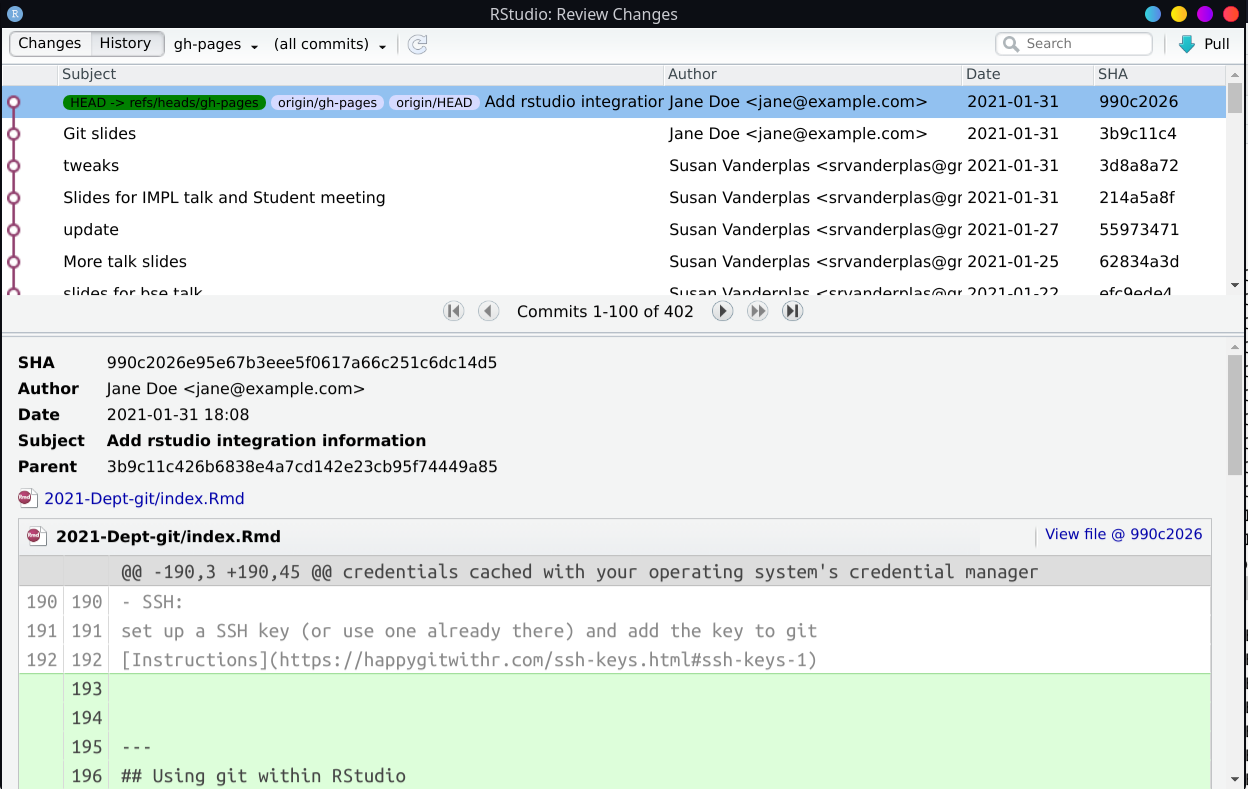 RStudio: Review Changes
Changes History gh-pages (all commits) Search Pull
Subject Author Date SHA
HEAD -> refs/heads/gh-pages origin/gh-pages origin/HEAD Add rstudio integration Jane Doe <jane@example.com> 2021-01-31 990c2026
Git slides Jane Doe <jane@example.com> 2021-01-31 3b9c11c4
tweaks Susan Vanderplas <srvanderplas@gr 2021-01-31 3d8a8a72
Slides for IMPL talk and Student meeting Susan Vanderplas <srvanderplas@gr 2021-01-31 214a5a8f
update Susan Vanderplas <srvanderplas@gr 2021-01-27 55973471
More talk slides Susan Vanderplas <srvanderplas@gr 2021-01-25 62834a3d
slides for bse talk Susan Vanderplas <srvanderplas@gr 2021-01-22 efc9ede4
Commits 1-100 of 402
SHA 990c2026e95e67b3eee5f0617a66c251c6dc14d5
Author Jane Doe <jane@example.com>
Date 2021-01-31 18:08
Subject Add rstudio integration information
Parent 3b9c11c426b6838e4a7cd142e23cb95f74449a85
2021-Dept-git/index.Rmd
2021-Dept-git/index.Rmd View file @ 990c2026
@@ -190,3 +190,45 @@ credentials cached with your operating system's credential manager
190 190 - SSH:
191 191 set up a SSH key (or use one already there) and add the key to git
192 192 [Instructions](https://happygitwithr.com/ssh-keys.html#ssh-keys-1)
193
194
195 ---
196 ## Using git within RStudio